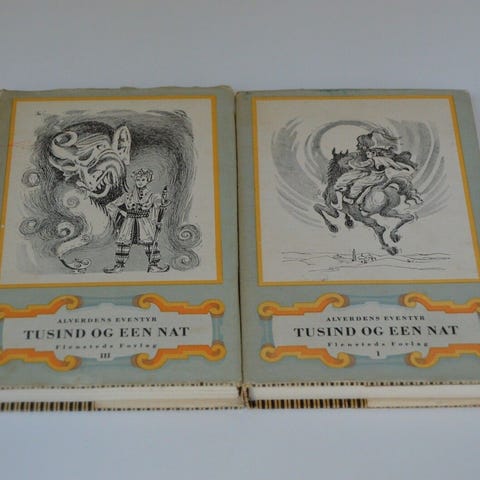 ALVERDENS EVENTYR
TUSIND OG EEN NAT
Flensteds Forlag
III
ALVERDENS EVENTYR
TUSIND OG EEN NAT
Flensteds Forlag
I